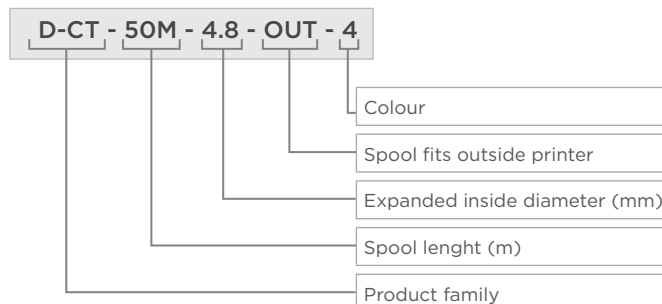 D-CT - 50M - 4.8 - OUT - 4
Colour
Spool fits outside printer
Expanded inside diameter (mm)
Spool lenght (m)
Product family